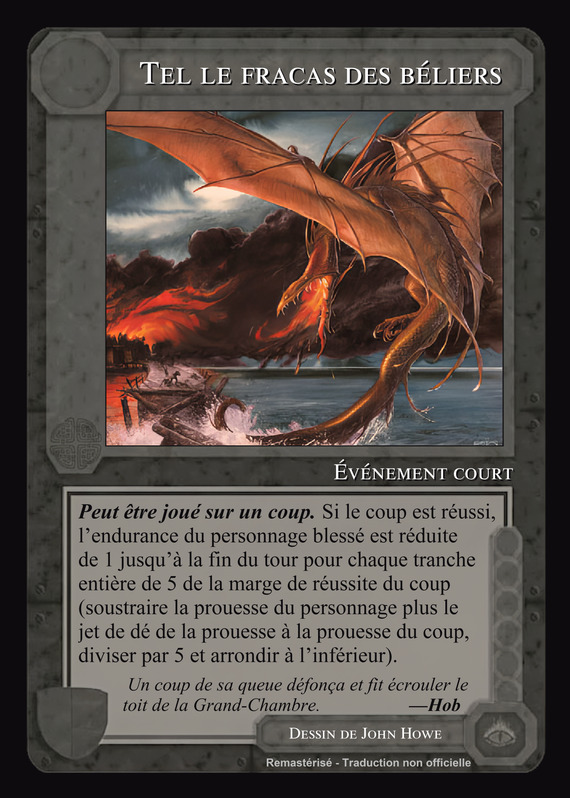 Tel le fracas des béliers
Événement court
Peut être joué sur un coup. Si le coup est réussi,
l'endurance du personnage blessé est réduite
de 1 jusqu'à la fin du tour pour chaque tranche
entière de 5 de la marge de réussite du coup
(soustraire la prouesse du personnage plus le
jet de dé de la prouesse à la prouesse du coup,
diviser par 5 et arrondir à l'inférieur).
Un coup de sa queue défonça et fit écrouler le
toit de la Grand-Chambre. —Hob
Dessin de John Howe
Remastérisé - Traduction non officielle